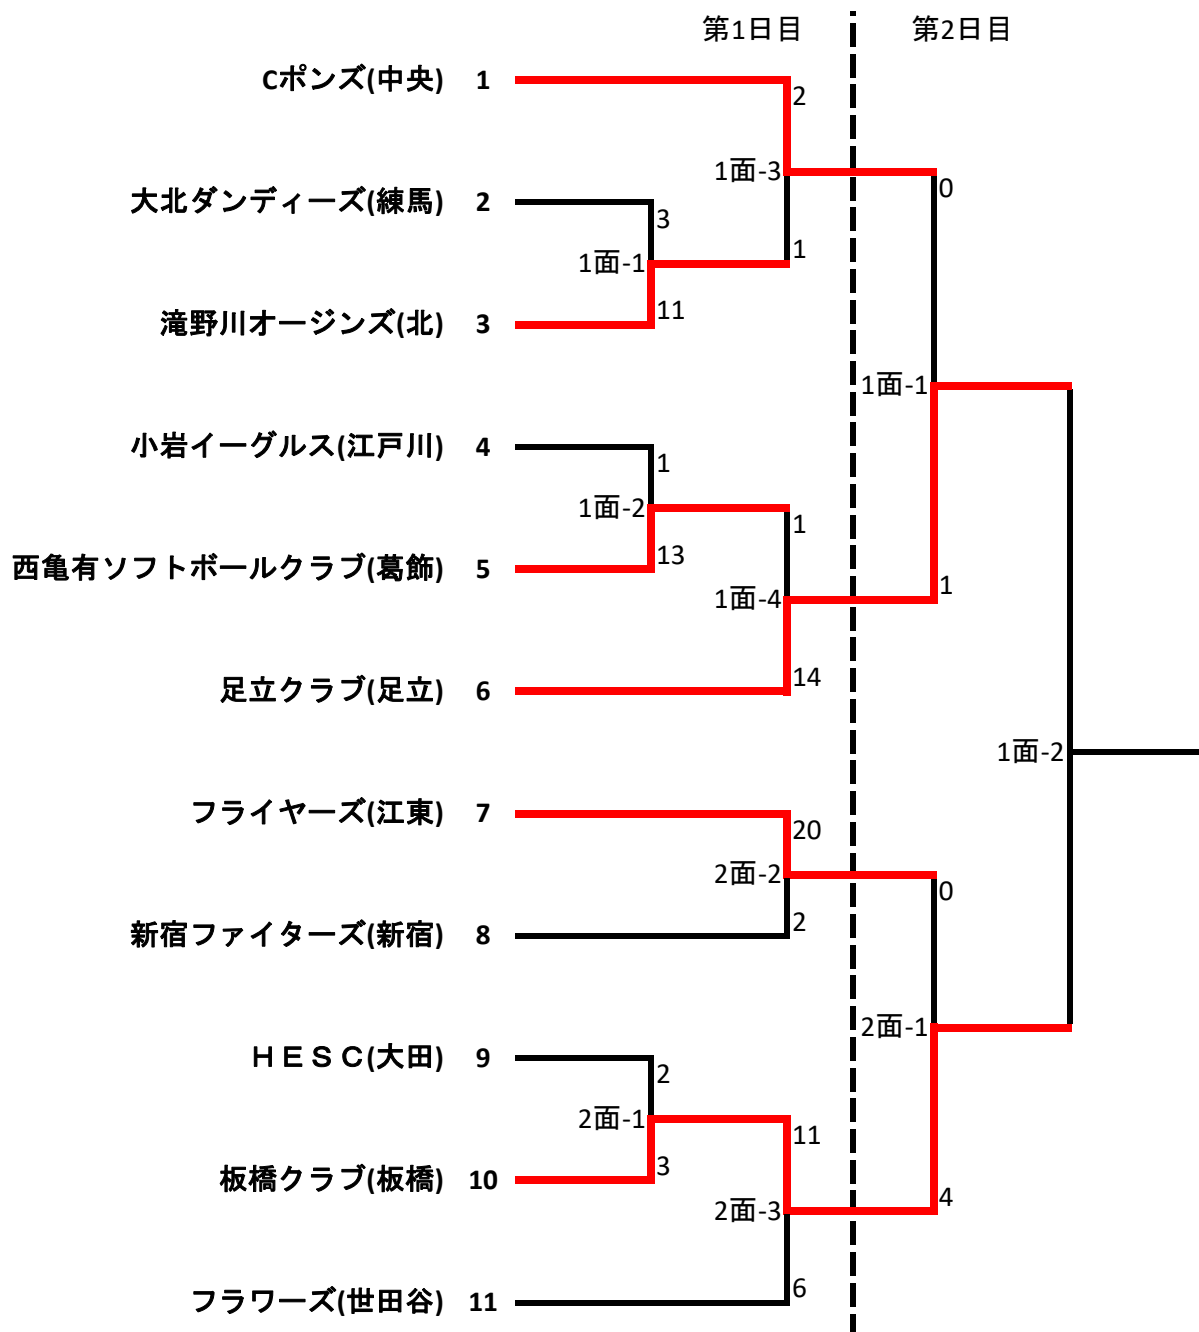 第1日目 第2日目
Cポンズ(中央) 1
2
1面-3
0
大北ダンディーズ(練馬) 2
3
1面-1
1
滝野川オージンズ(北) 3
11
1面-1
小岩イーグルス(江戸川) 4
1
1面-2
1
西亀有ソフトボールクラブ(葛飾) 5
13
1面-4
1
足立クラブ(足立) 6
14
1面-2
フライヤーズ(江東) 7
20
2面-2
0
新宿ファイターズ(新宿) 8
2
2面-1
ＨＥＳＣ(大田) 9
2
2面-1
11
板橋クラブ(板橋) 10
3
2面-3
4
フラワーズ(世田谷) 11
6